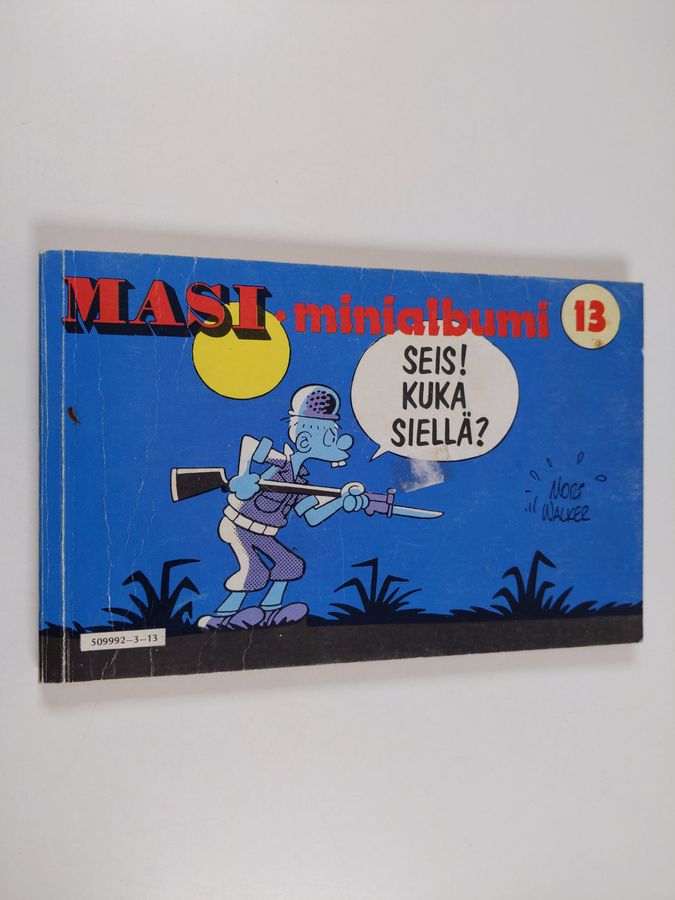 MASI • minialbumi 13
SEIS!
KUKA
SIELLÄ?
MORT
WALKER
509992-3-13